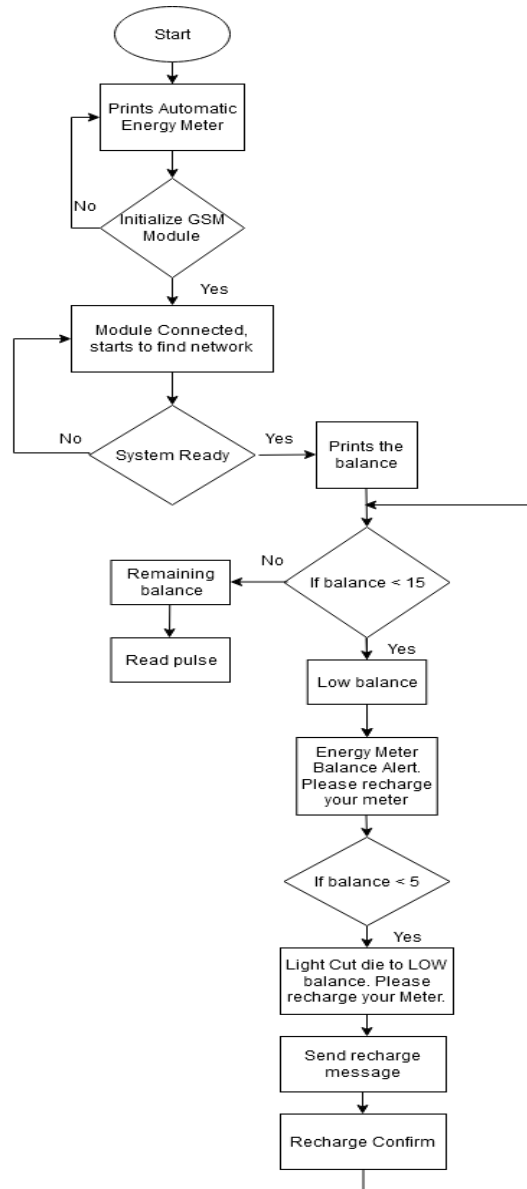 Start
Prints Automatic
Energy Meter
No
Initialize GSM
Module
Yes
Module Connected,
starts to find network
No
System Ready
Yes
Prints the
balance
No
Remaining
balance
If balance < 15
Read pulse
Yes
Low balance
Energy Meter
Balance Alert.
Please recharge
your meter
If balance < 5
Yes
Light Cut die to LOW
balance. Please
recharge your Meter.
Send recharge
message
Recharge Confirm